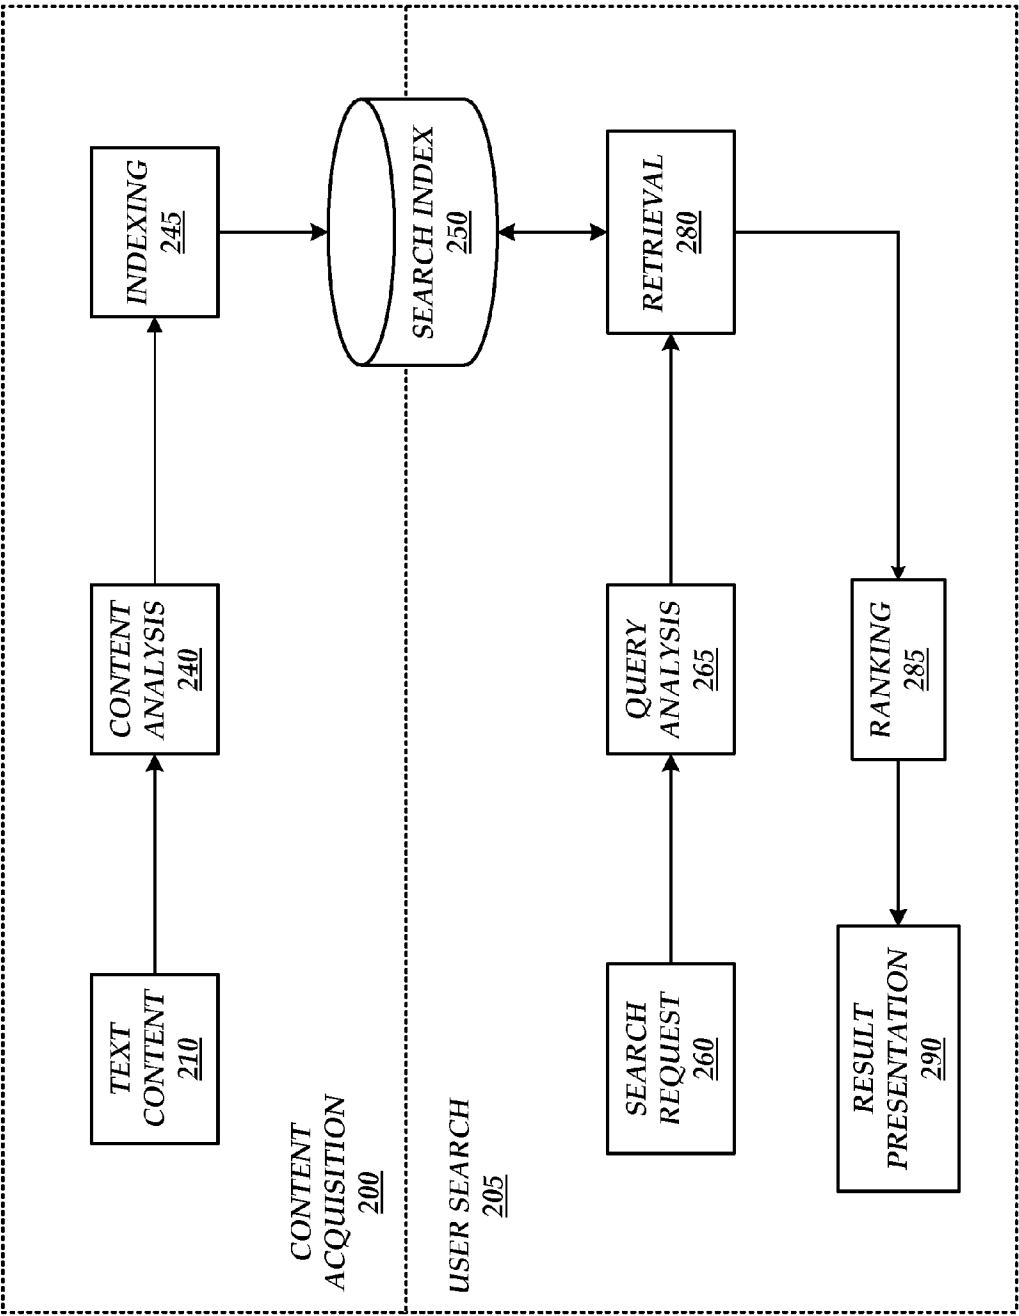 TEXT
CONTENT
210
CONTENT
ANALYSIS
240
INDEXING
245
CONTENT
ACQUISITION
200
SEARCH INDEX
250
USER SEARCH
205
SEARCH
REQUEST
260
QUERY
ANALYSIS
265
RETRIEVAL
280
RESULT
PRESENTATION
290
RANKING
285